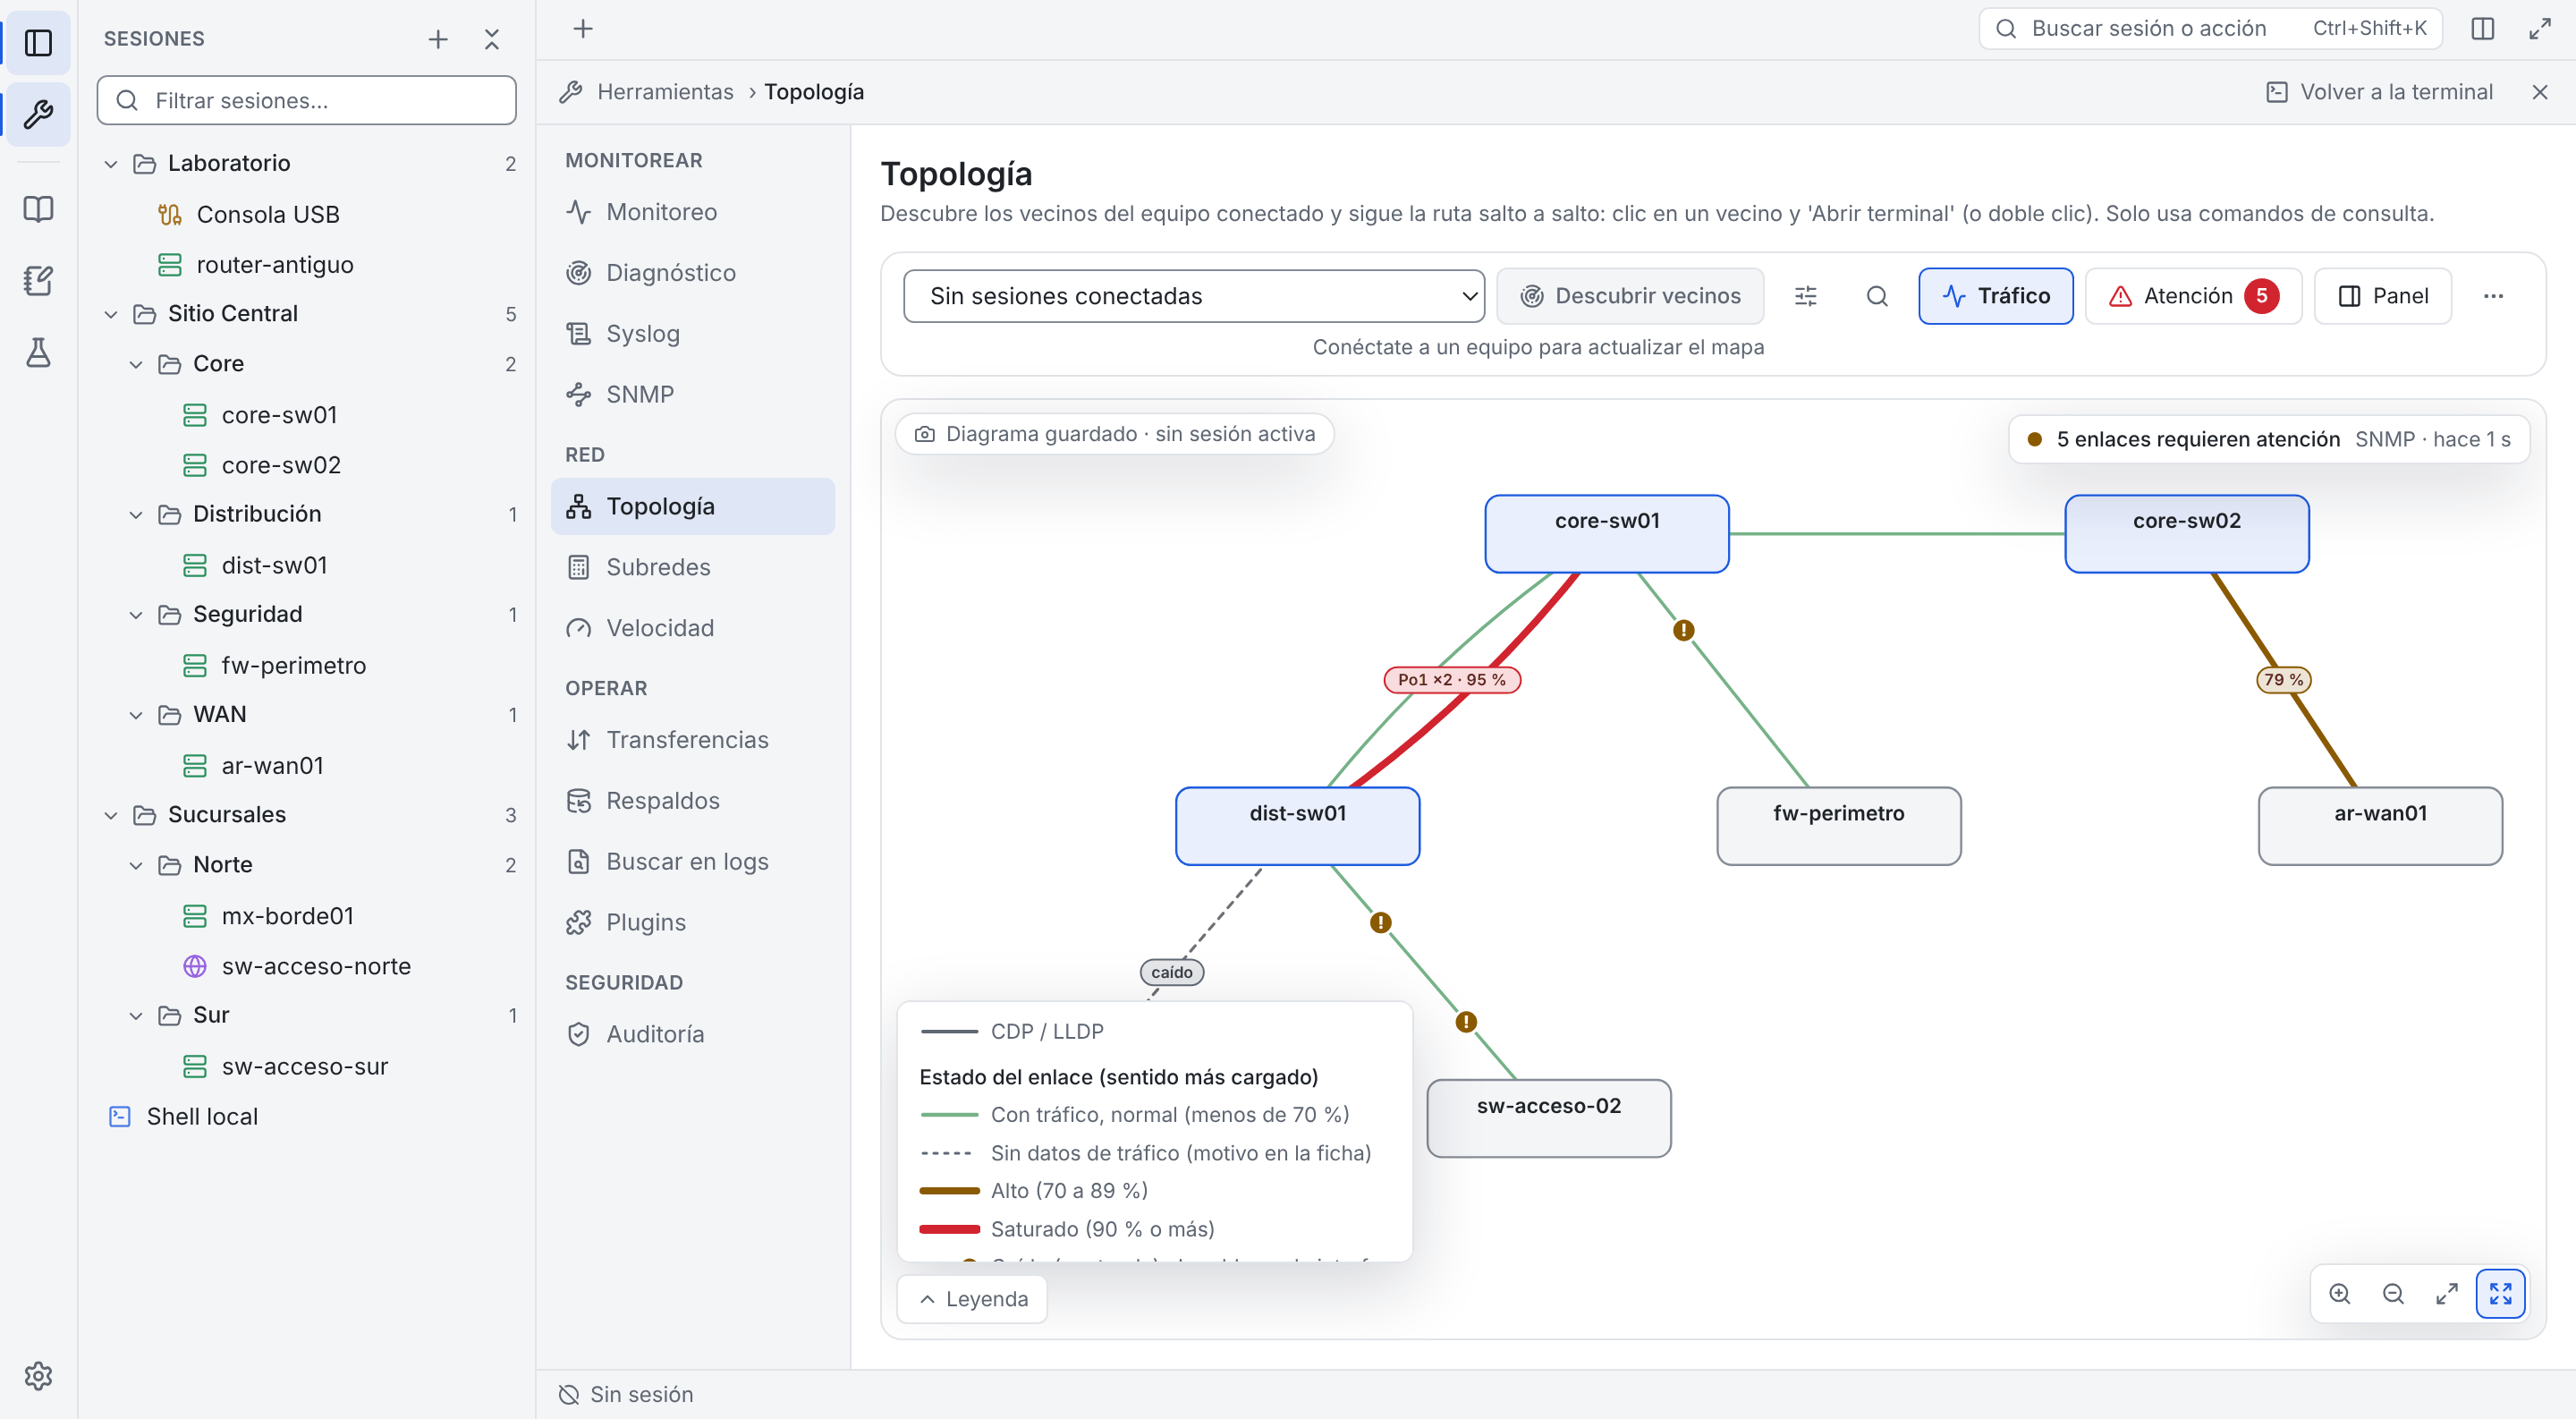 SESIONES
Filtrar sesiones...
Laboratorio 2
Consola USB
router-antiguo
Sitio Central 5
Core 2
core-sw01
core-sw02
Distribución 1
dist-sw01
Seguridad 1
fw-perimetro
WAN 1
ar-wan01
Sucursales 3
Norte 2
mx-borde01
sw-acceso-norte
Sur 1
sw-acceso-sur
Shell local
Buscar sesión o acción Ctrl+Shift+K
Herramientas › Topología
Volver a la terminal
MONITOREAR
Monitoreo
Diagnóstico
Syslog
SNMP
RED
Topología
Subredes
Velocidad
OPERAR
Transferencias
Respaldos
Buscar en logs
Plugins
SEGURIDAD
Auditoría
Topología
Descubre los vecinos del equipo conectado y sigue la ruta salto a salto: clic en un vecino y 'Abrir terminal' (o doble clic). Solo usa comandos de consulta.
Sin sesiones conectadas
Descubrir vecinos
Tráfico
Atención 5
Panel
Conéctate a un equipo para actualizar el mapa
Diagrama guardado · sin sesión activa
5 enlaces requieren atención SNMP · hace 1 s
core-sw01
core-sw02
Po1 ×2 · 95 %
79 %
dist-sw01
fw-perimetro
ar-wan01
caído
sw-acceso-02
CDP / LLDP
Estado del enlace (sentido más cargado)
Con tráfico, normal (menos de 70 %)
Sin datos de tráfico (motivo en la ficha)
Alto (70 a 89 %)
Saturado (90 % o más)
Leyenda
Sin sesión